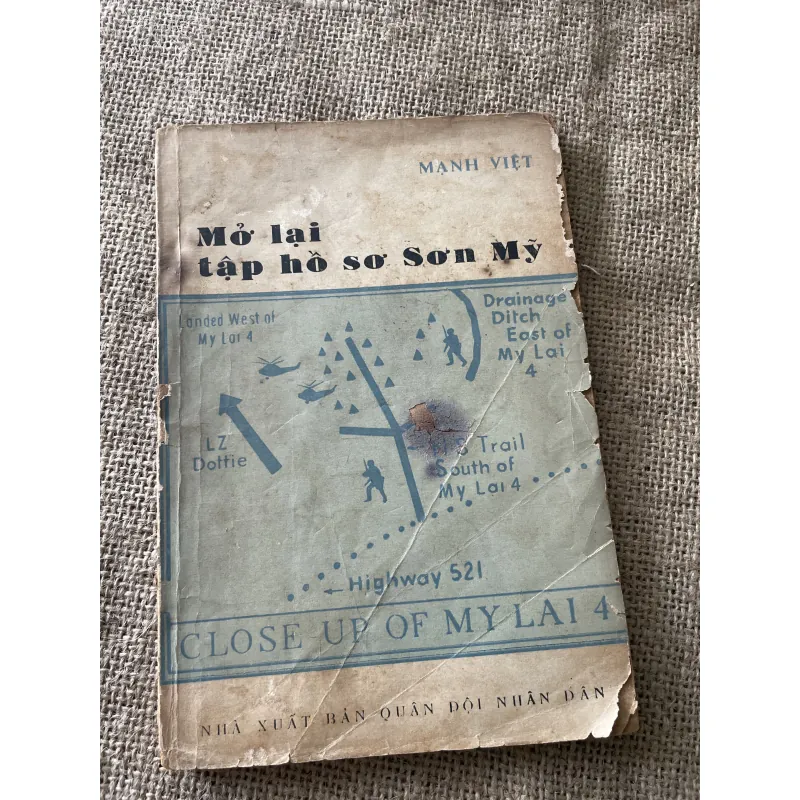 MẠNH VIỆT
Mở lại
tập hồ sơ Sơn Mỹ
Landed West of
My Lai 4
Drainage
Ditch
East of
My Lai
4
LZ
Dottie
Trail
South of
My Lai 4
Highway 521
CLOSE UP OF MY LAI 4
NHÀ XUẤT BẢN QUÂN ĐỘI NHÂN DÂN